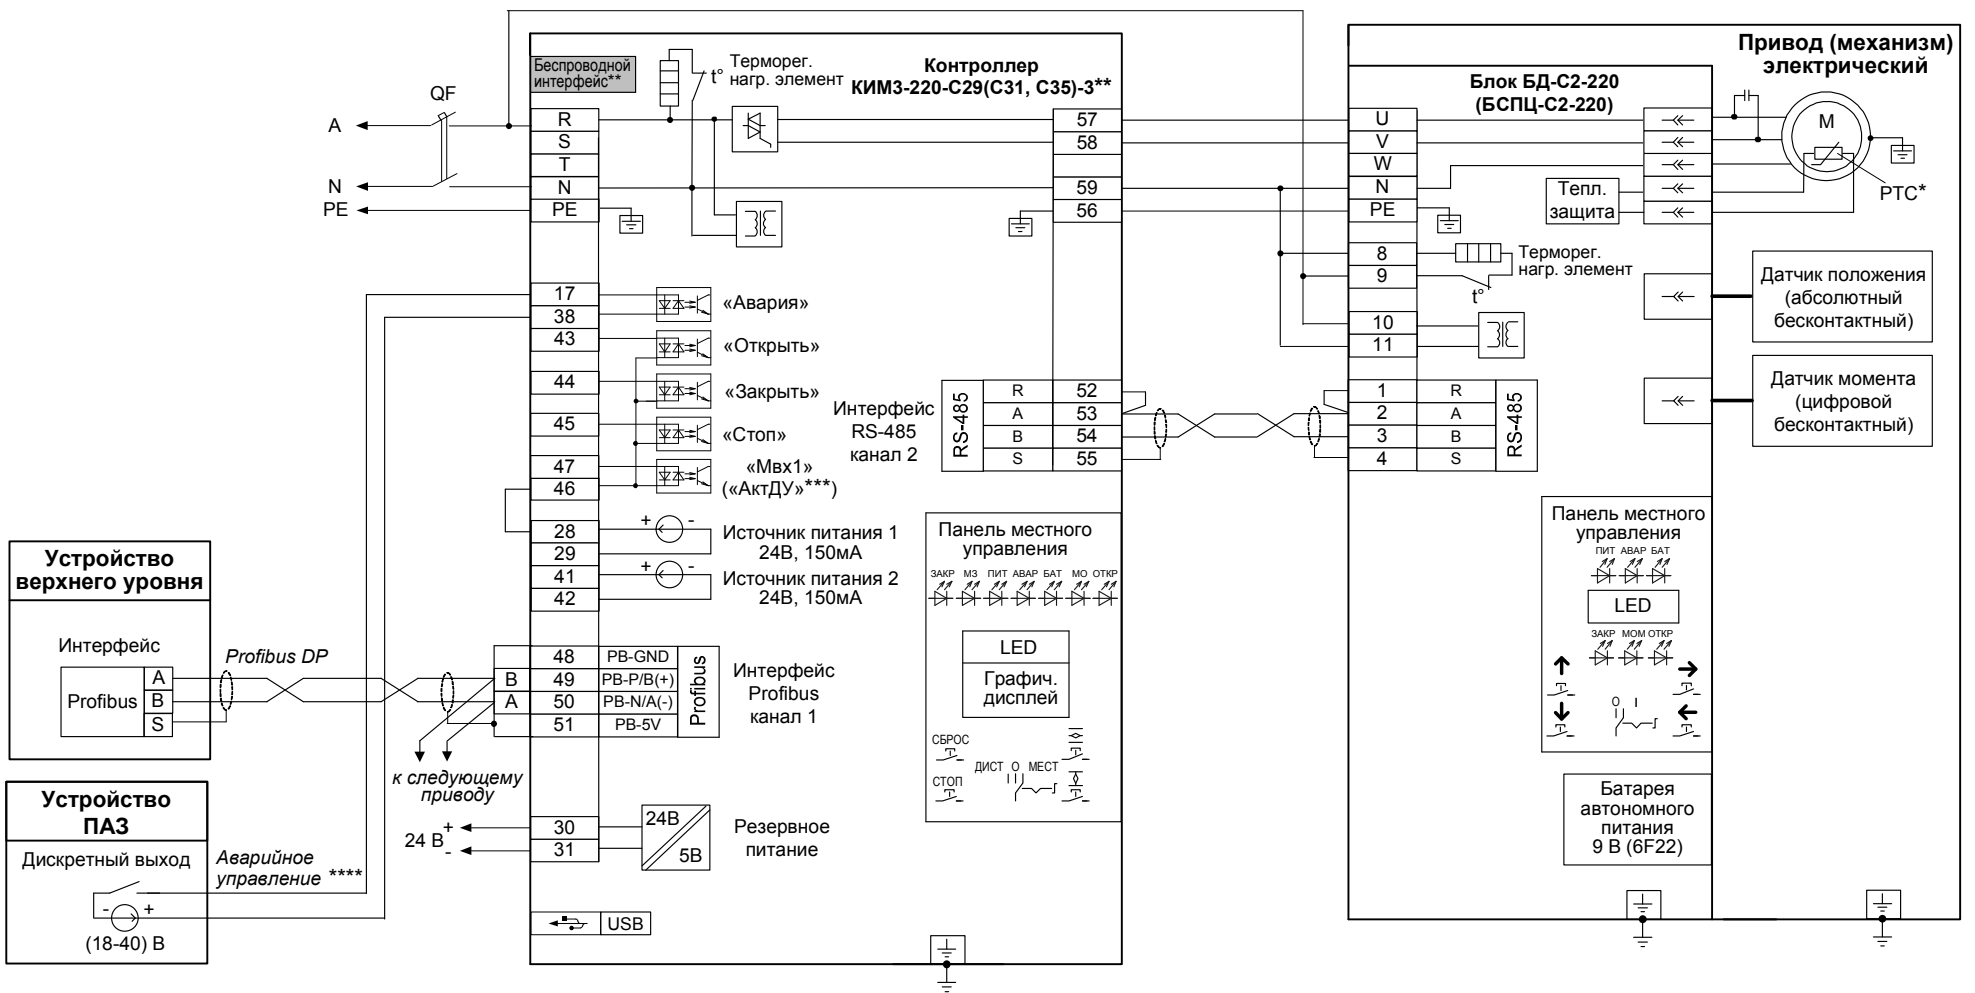 QF
A
N
PE
Беспроводной
интерфейс**
t°
Терморег.
нагр. элемент
Контроллер
КИМ3-220-С29(С31, С35)-3**
R
S
T
N
PE
57
58
59
56
17
38
43
44
45
47
46
28
29
41
42
«Авария»
«Открыть»
«Закрыть»
«Стоп»
«Мвх1»
(«АктДУ»***)
+
-
Источник питания 1
24В, 150мА
+
-
Источник питания 2
24В, 150мА
Интерфейс
RS-485
канал 2
RS-485
R
A
B
S
52
53
54
55
Панель местного
управления
ЗАКР
МЗ
ПИТ
АВАР
БАТ
МО
ОТКР
LED
Графич.
дисплей
СБРОС
СТОП
ДИСТ
О
МЕСТ
B
A
48
49
50
51
PB-GND
PB-P/B(+)
PB-N/A(-)
PB-5V
Profibus
Интерфейс
Profibus
канал 1
к следующему
приводу
24 В
+
-
30
31
24В
5В
Резервное
питание
USB
Устройство
верхнего уровня
Интерфейс
Profibus
A
B
S
Profibus DP
Устройство
ПАЗ
Дискретный выход
-
+
(18-40) В
Аварийное
управление ****
Привод (механизм)
электрический
Блок БД-С2-220
(БСПЦ-С2-220)
U
V
W
N
PE
8
9
10
11
1
2
3
4
R
A
B
S
RS-485
Тепл.
защита
M
PTC*
Терморег.
нагр. элемент
t°
Датчик положения
(абсолютный
бесконтактный)
Датчик момента
(цифровой
бесконтактный)
Панель местного
управления
ПИТ
АВАР
БАТ
LED
ЗАКР
МОМ
ОТКР
O
I
Батарея
автономного
питания
9 В (6F22)